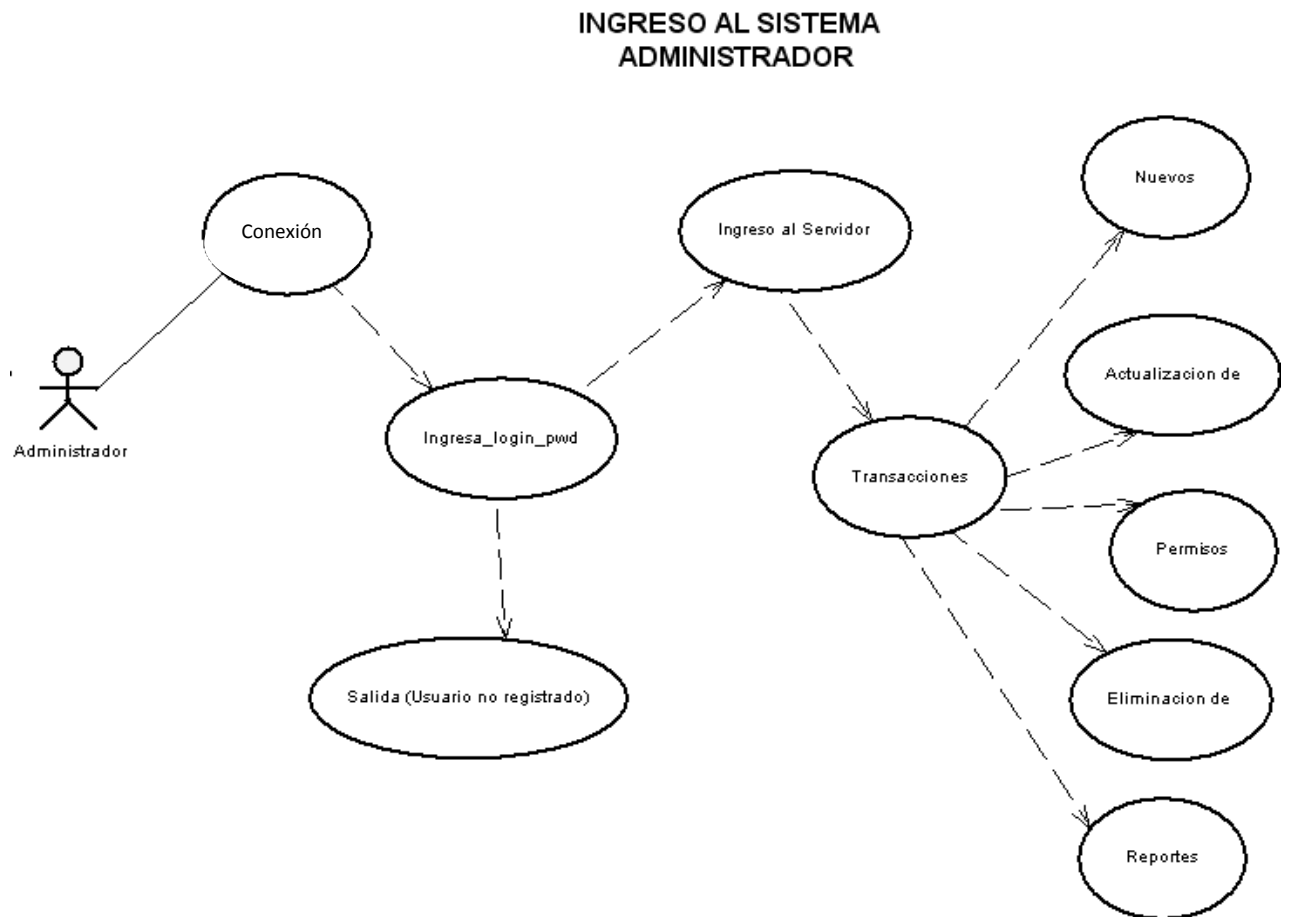 INGRESO AL SISTEMA
ADMINISTRADOR
Nuevos
Conexión
Ingreso al Servidor
Actualizacion de
Administrador
Ingresa_login_pwd
Transacciones
Permisos
Salida (Usuario no registrado)
Eliminacion de
Reportes